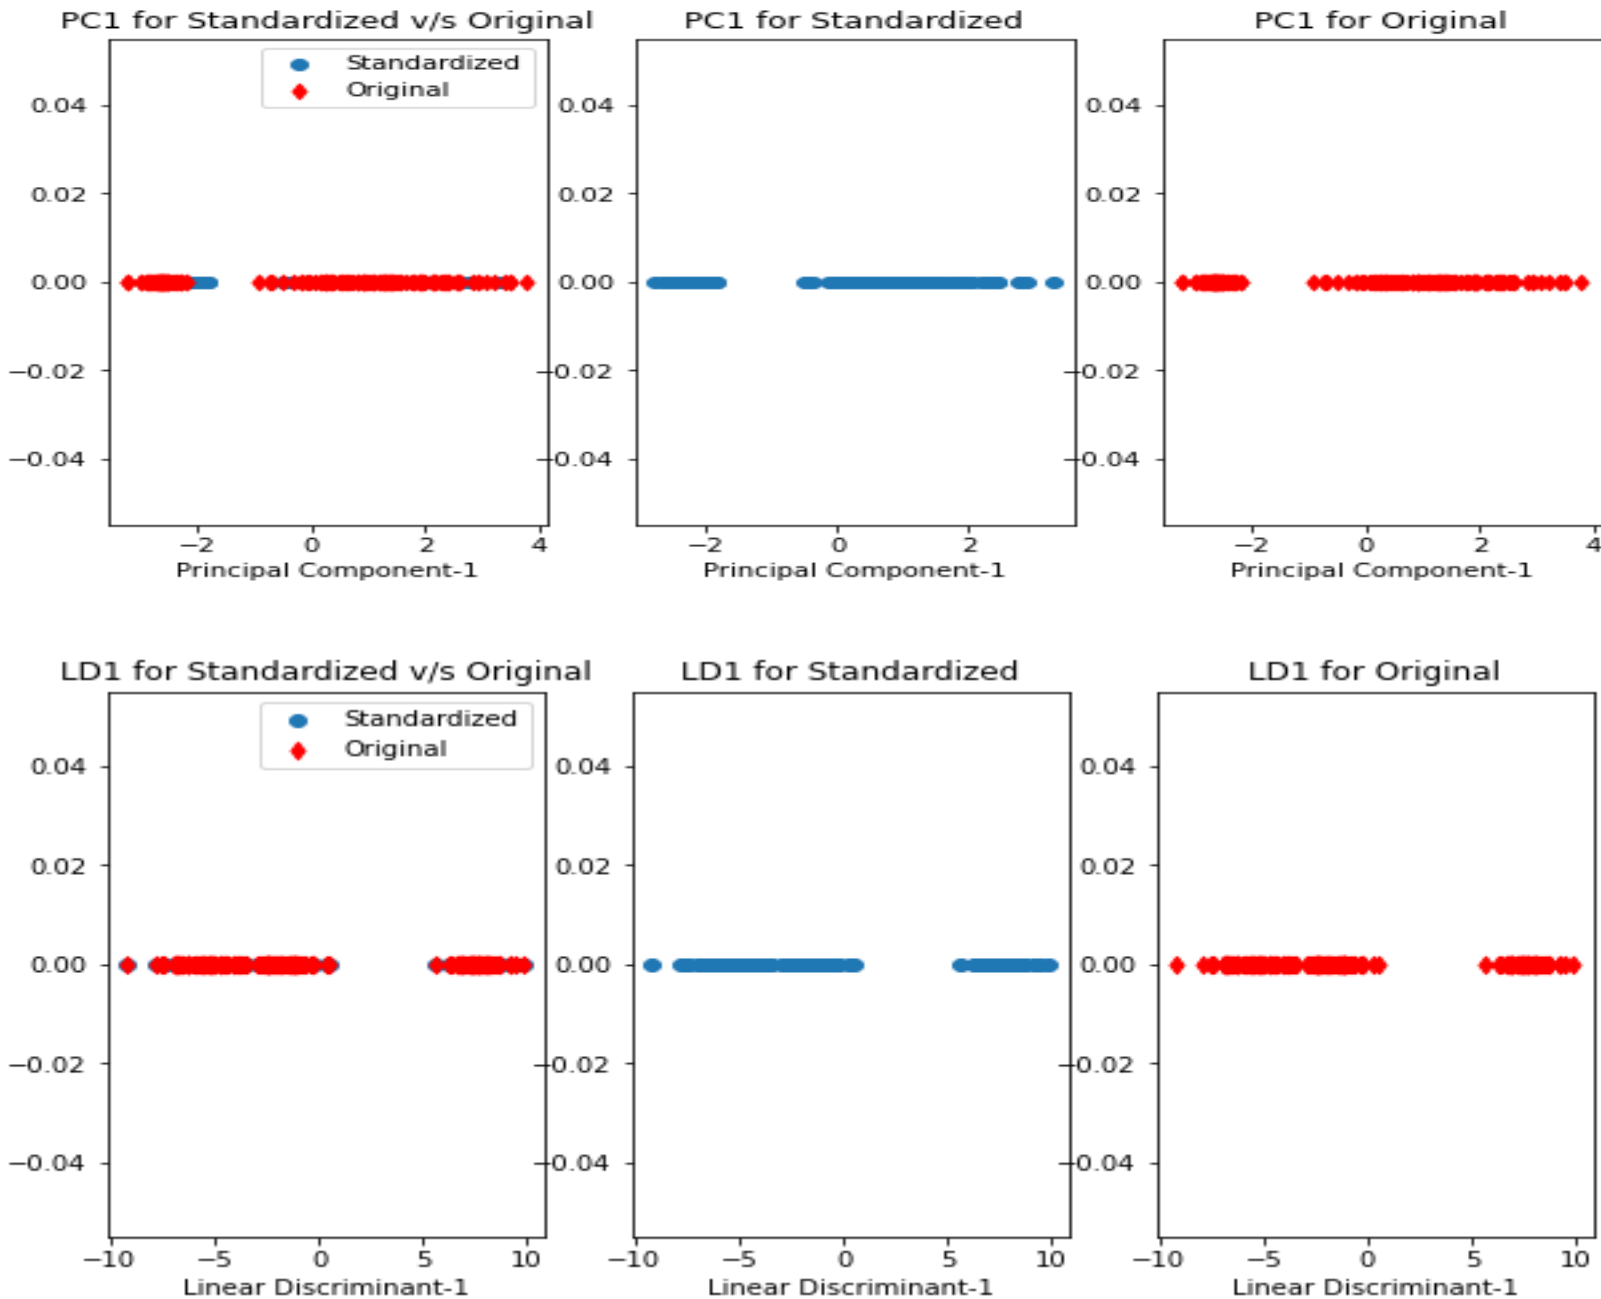 PC1 for Standardized v/s Original
Standardized
Original
0.04
0.02
0.00
−0.02
−0.04
−2 0 2 4
Principal Component-1
PC1 for Standardized
0.04
0.02
0.00
−0.02
−0.04
−2 0 2
Principal Component-1
PC1 for Original
0.04
0.02
0.00
−0.02
−0.04
−2 0 2 4
Principal Component-1
LD1 for Standardized v/s Original
Standardized
Original
0.04
0.02
0.00
−0.02
−0.04
−10 −5 0 5 10
Linear Discriminant-1
LD1 for Standardized
0.04
0.02
0.00
−0.02
−0.04
−10 −5 0 5 10
Linear Discriminant-1
LD1 for Original
0.04
0.02
0.00
−0.02
−0.04
−10 −5 0 5 10
Linear Discriminant-1